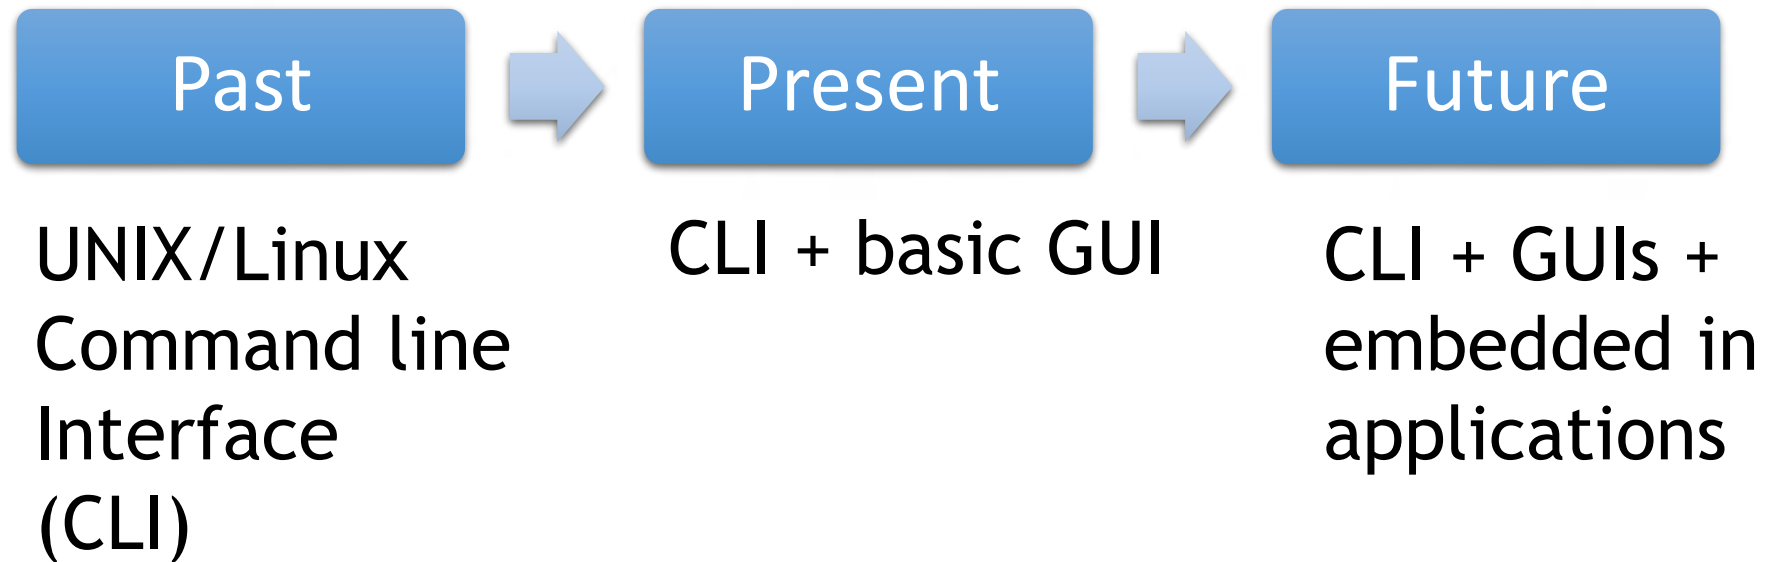 Past
Present
Future
UNIX/Linux
Command line
Interface
(CLI)
CLI + basic GUI
CLI + GUIs +
embedded in
applications